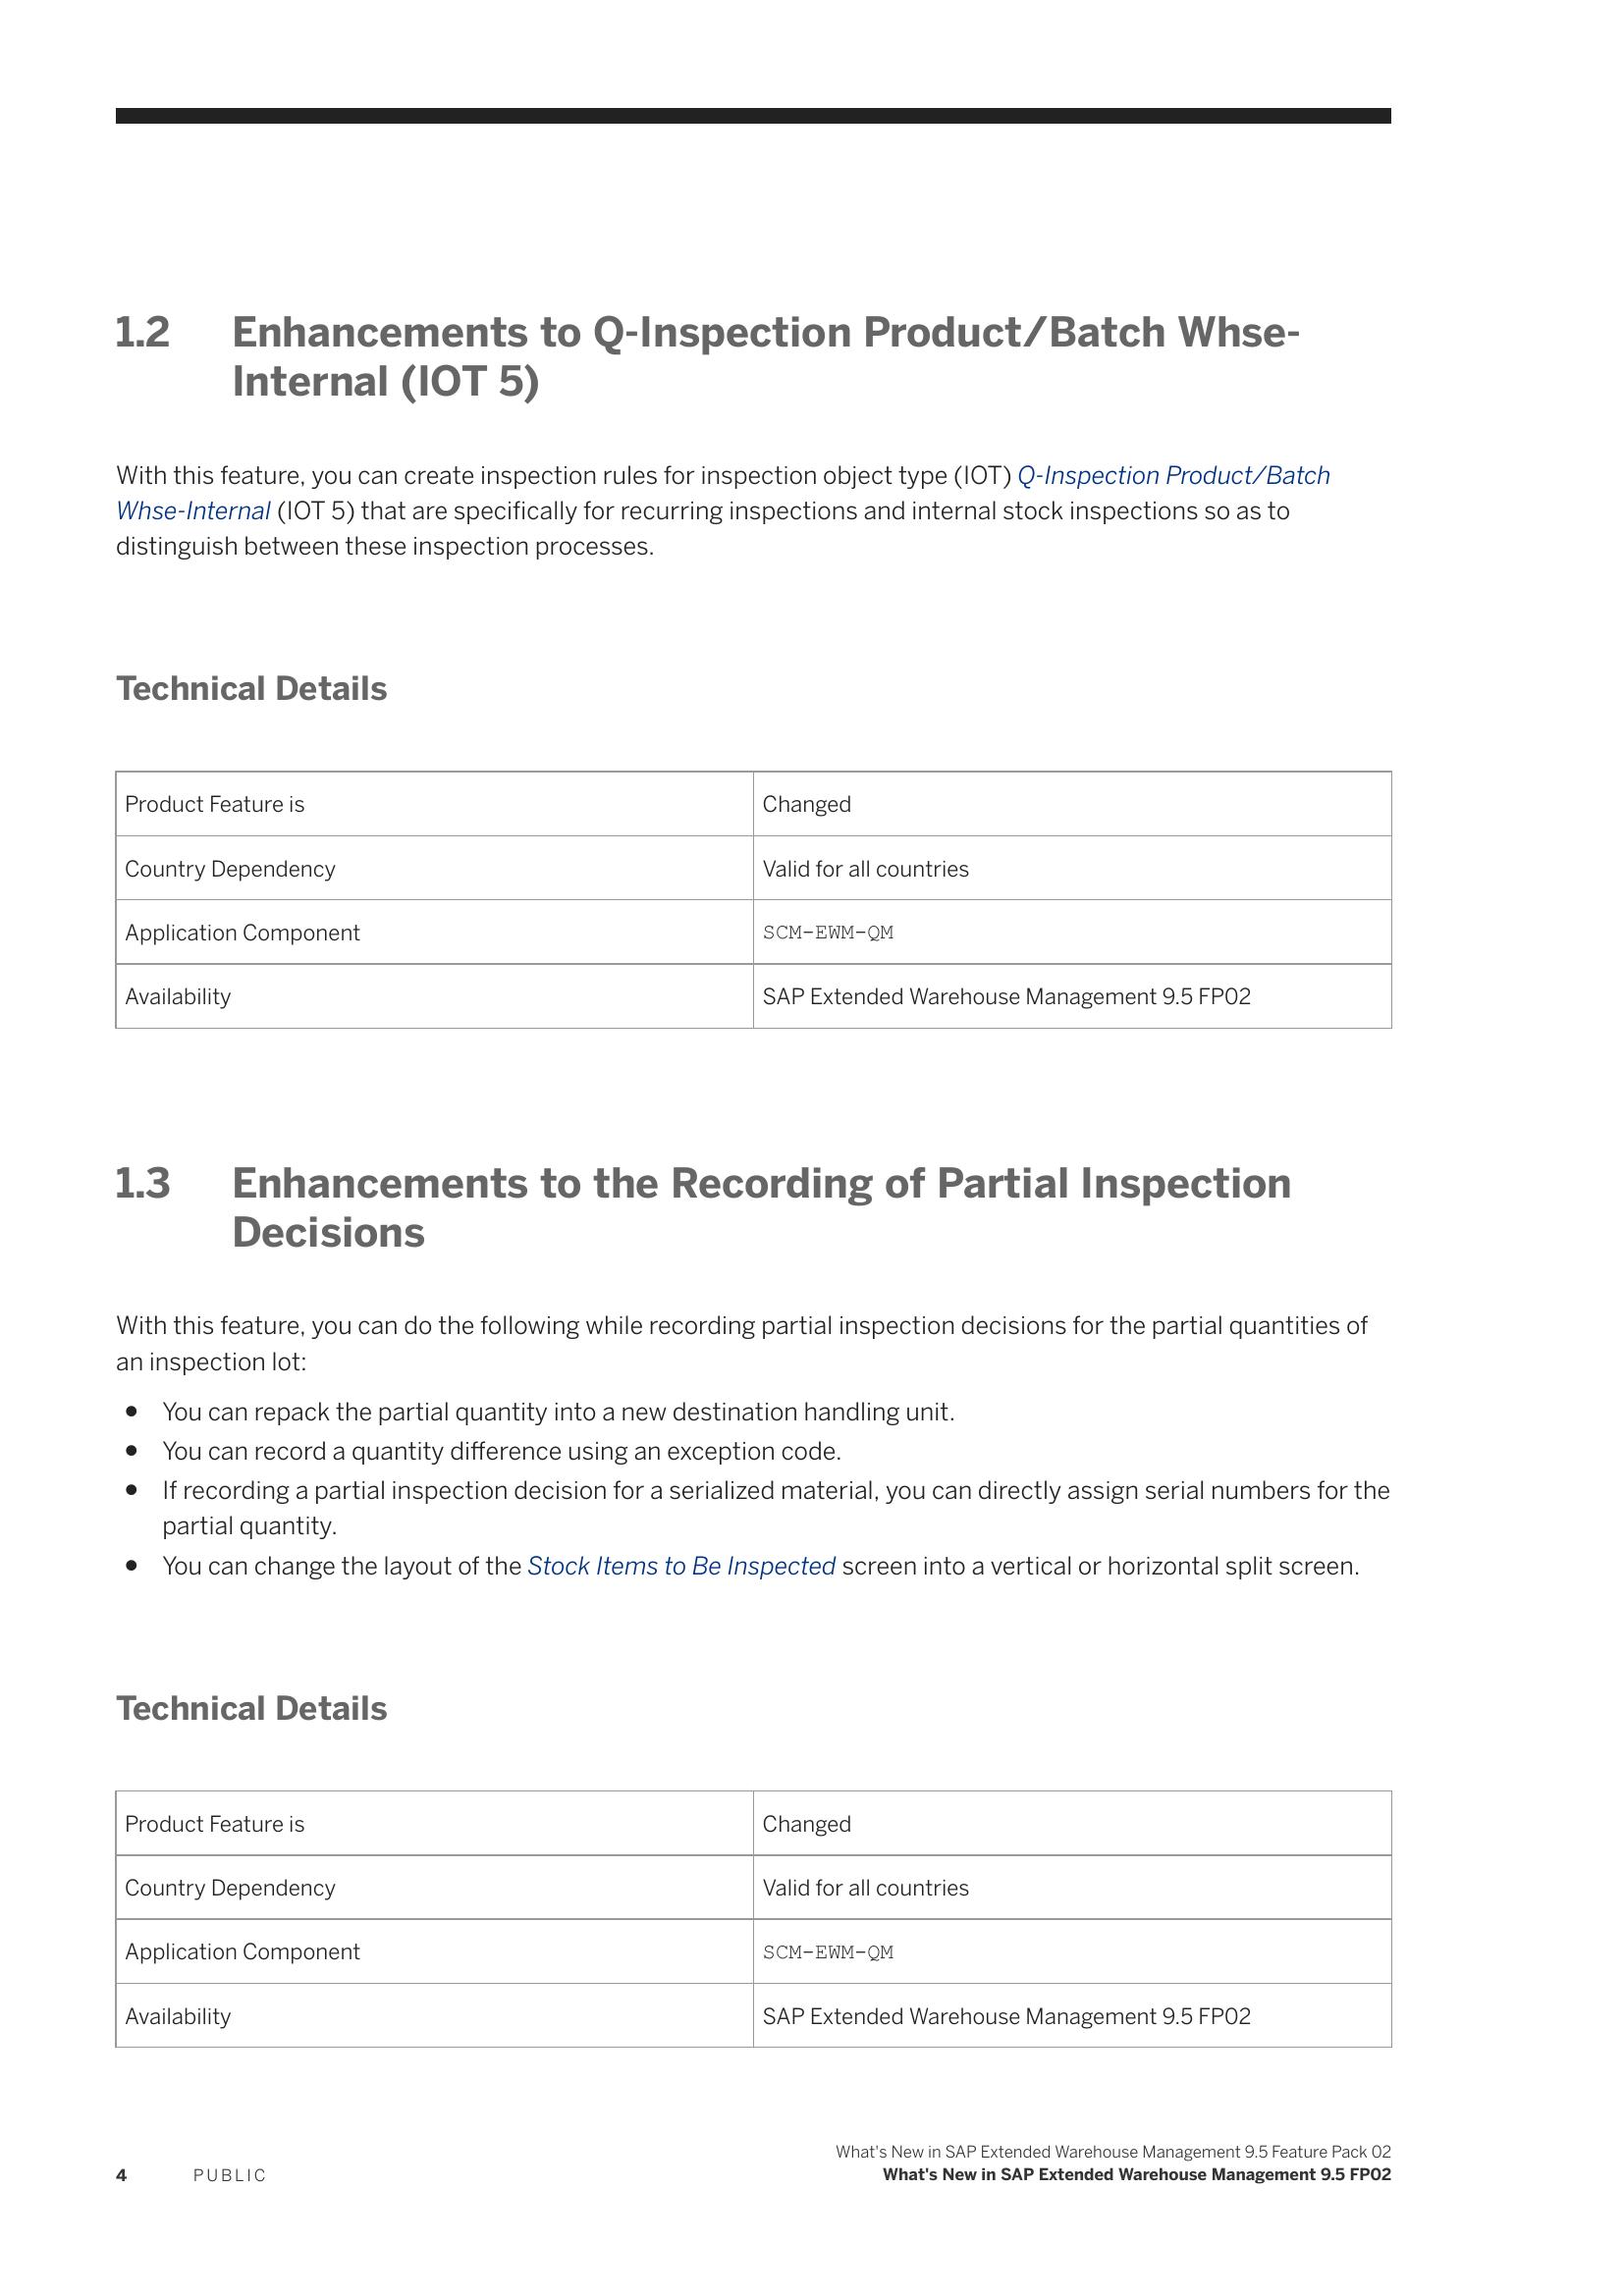 1.2 Enhancements to Q-Inspection Product/Batch Whse-
Internal (IOT 5)
With this feature, you can create inspection rules for inspection object type (IOT) Q-Inspection Product/Batch
Whse-Internal (IOT 5) that are specifically for recurring inspections and internal stock inspections so as to
distinguish between these inspection processes.
Technical Details
Product Feature is Changed
Country Dependency Valid for all countries
Application Component SCM-EWM-QM
Availability SAP Extended Warehouse Management 9.5 FP02
1.3 Enhancements to the Recording of Partial Inspection
Decisions
With this feature, you can do the following while recording partial inspection decisions for the partial quantities of
an inspection lot:
● You can repack the partial quantity into a new destination handling unit.
● You can record a quantity difference using an exception code.
● If recording a partial inspection decision for a serialized material, you can directly assign serial numbers for the
partial quantity.
● You can change the layout of the Stock Items to Be Inspected screen into a vertical or horizontal split screen.
Technical Details
Product Feature is Changed
Country Dependency Valid for all countries
Application Component SCM-EWM-QM
Availability SAP Extended Warehouse Management 9.5 FP02
What's New in SAP Extended Warehouse Management 9.5 Feature Pack 02
4 PUBLIC What's New in SAP Extended Warehouse Management 9.5 FP02